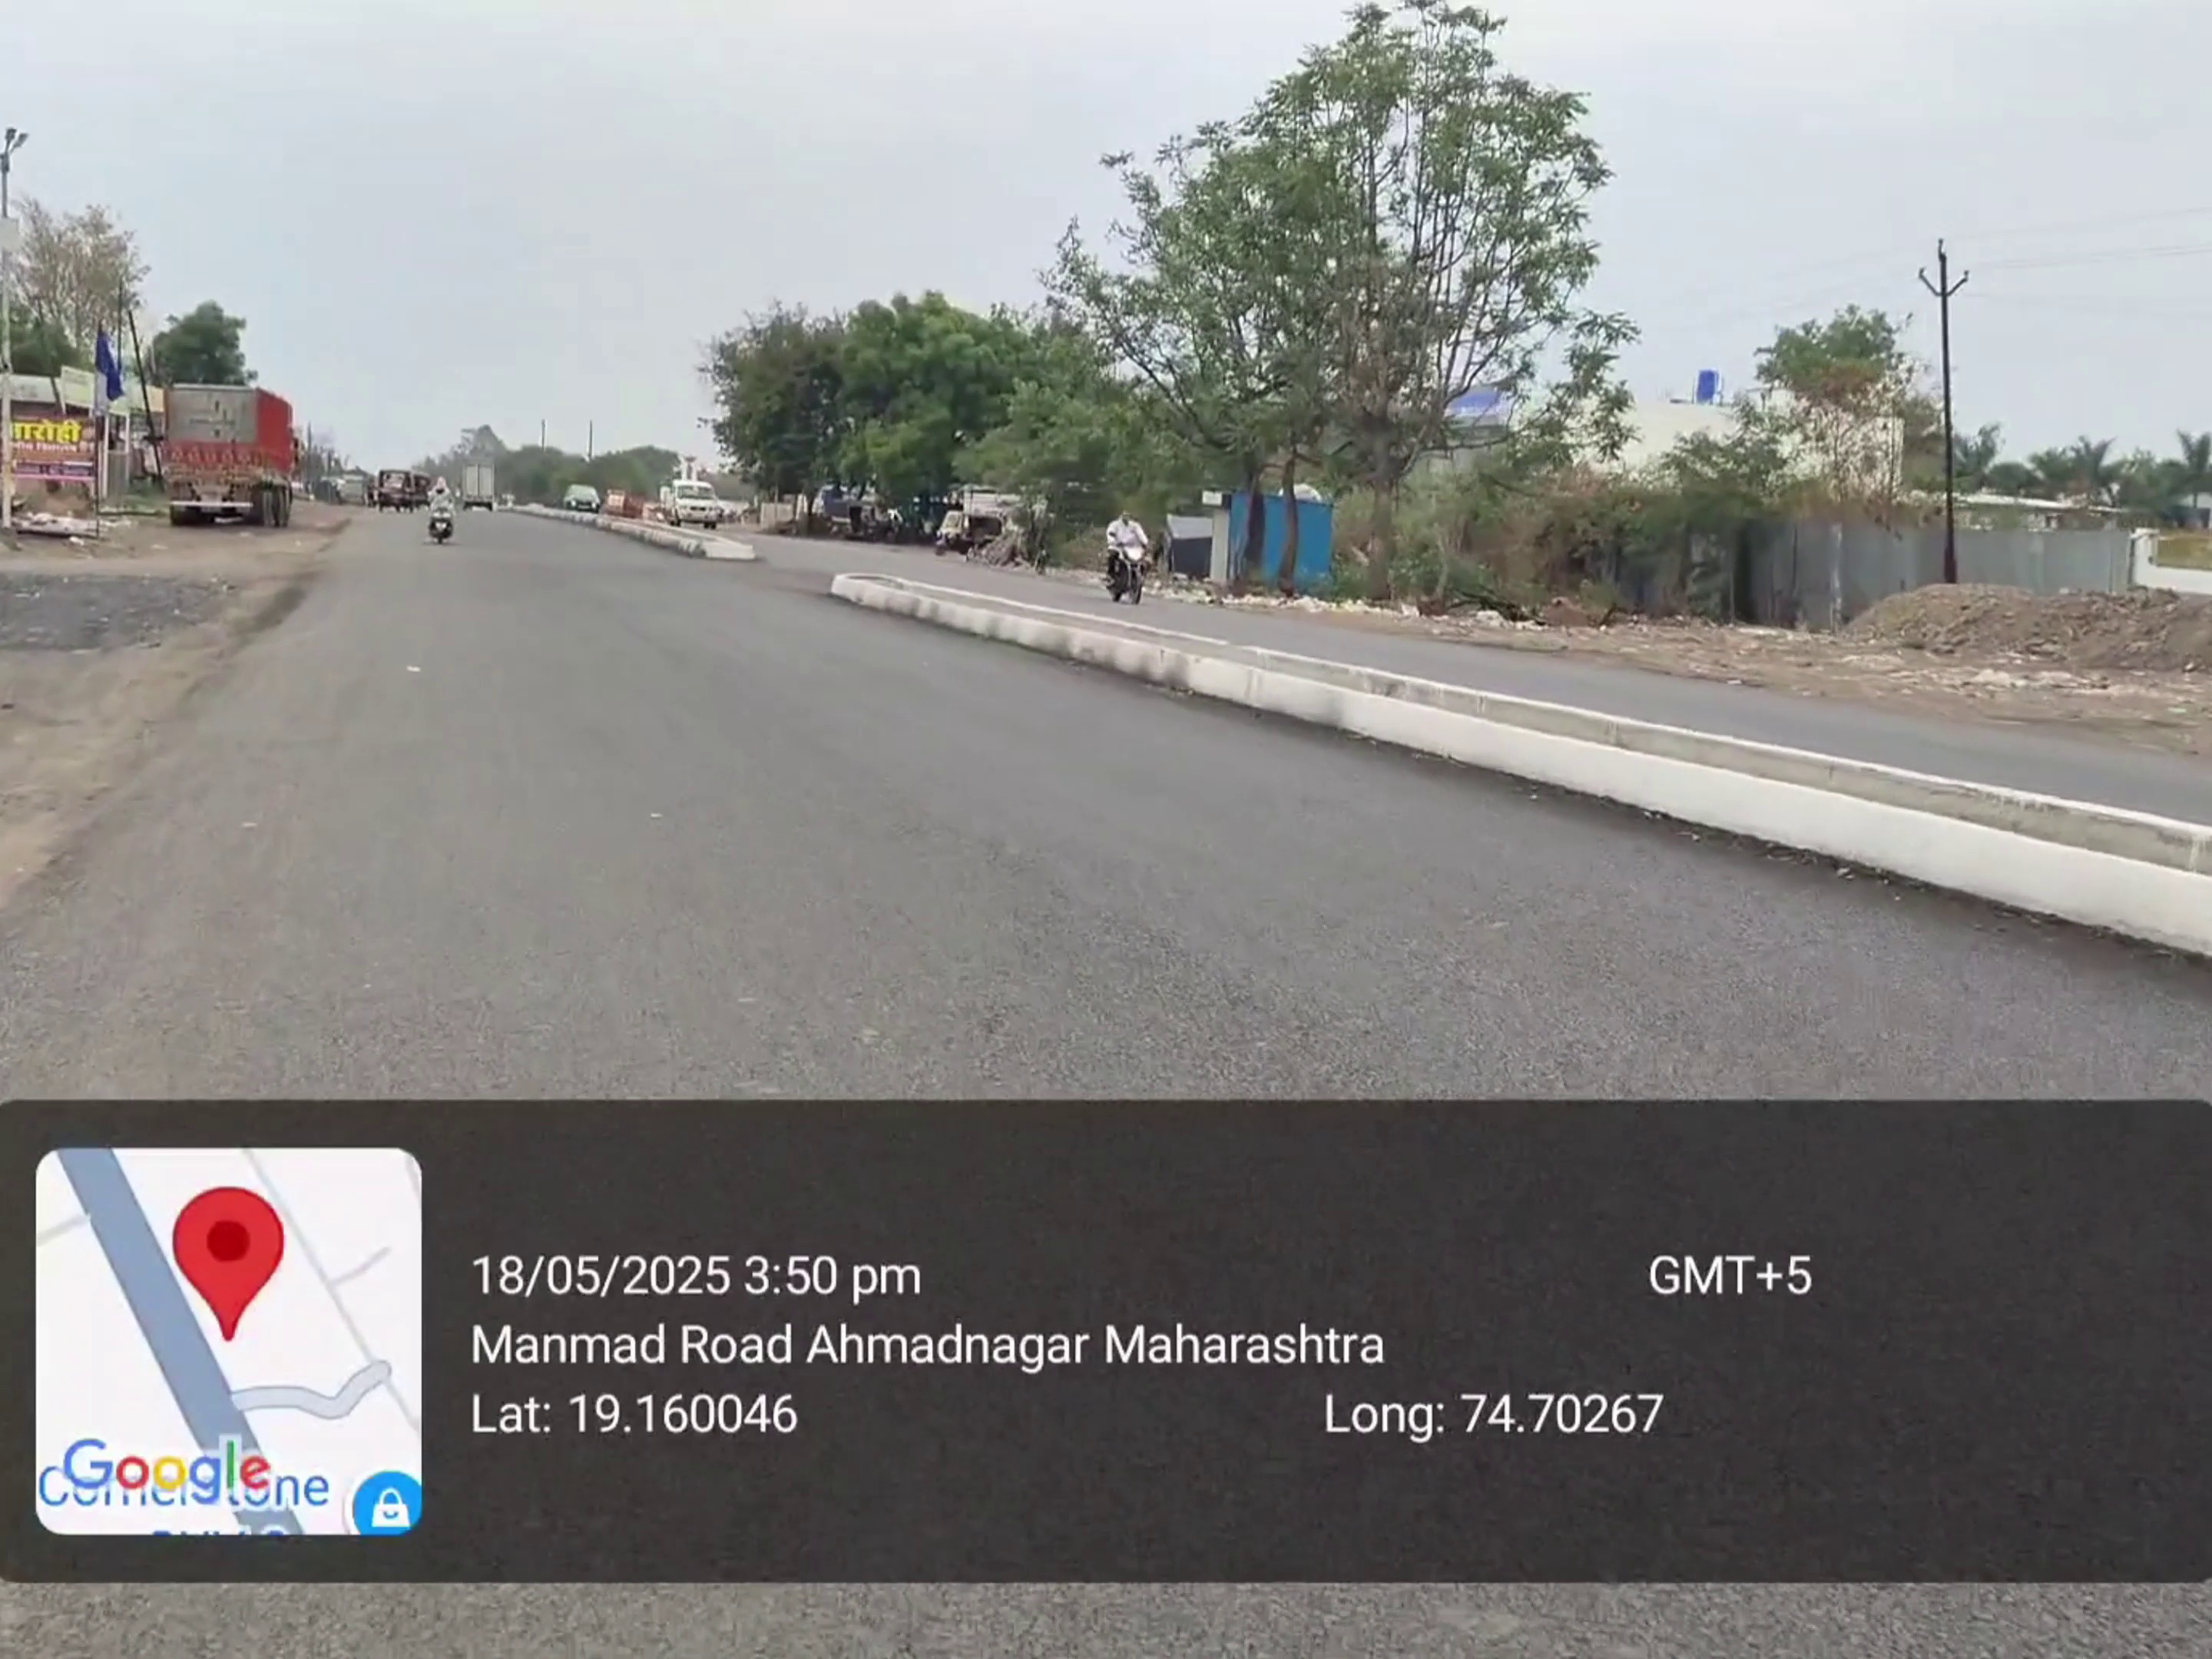 आरोही
18/05/2025 3:50 pm
GMT+5
Manmad Road Ahmadnagar Maharashtra
Lat: 19.160046
Long: 74.70267
Google